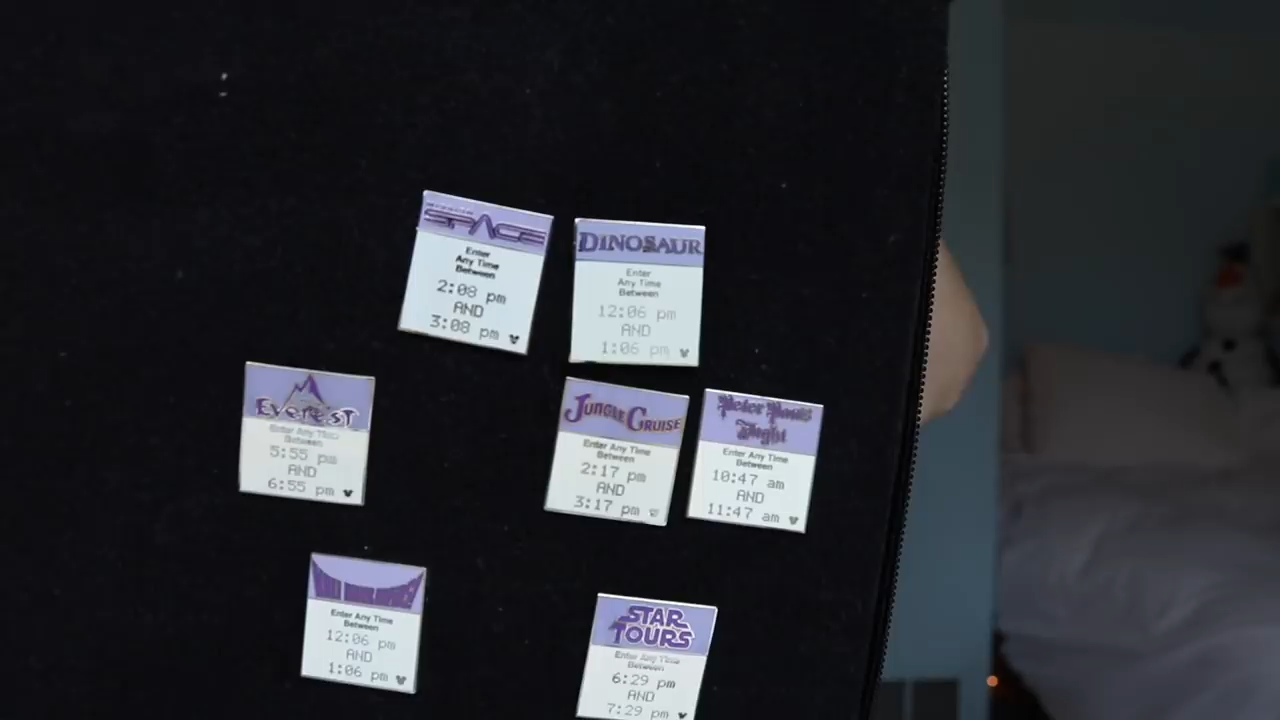 MISSION
SPACE
Enter
Any Time
Between
2:08 pm
AND
3:08 pm
DINOSAUR
Enter
Any Time
Between
12:06 pm
AND
1:06 pm
EVEREST
Enter Any Time
Between
5:55 pm
AND
6:55 pm
JUNGLE CRUISE
Enter Any Time
Between
2:17 pm
AND
3:17 pm
Peter Pan's
Flight
Enter Any Time
Between
10:47 am
AND
11:47 am
Enter Any Time
Between
12:06 pm
AND
1:06 pm
STAR
TOURS
Enter Any Time
Between
6:29 pm
AND
7:29 pm